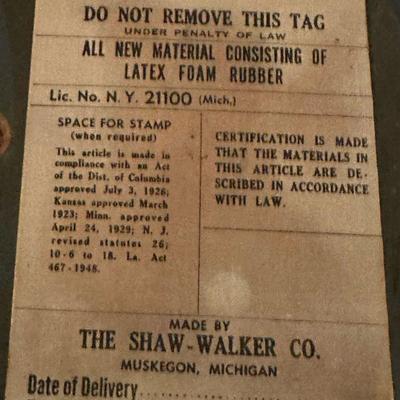 DO NOT REMOVE THIS TAG
UNDER PENALTY OF LAW
ALL NEW MATERIAL CONSISTING OF
LATEX FOAM RUBBER
Lic. No. N. Y. 21100 (Mich.)
SPACE FOR STAMP
(when required)
This article is made in
compliance with an Act
of the Dist. of Columbia
approved July 3, 1926;
Kansas approved March
1923; Minn. approved
April 24, 1929; N. J.
revised statutes 26;
10-6 to 18. La. Act
467-1948.
CERTIFICATION IS MADE
THAT THE MATERIALS IN
THIS ARTICLE ARE DE-
SCRIBED IN ACCORDANCE
WITH LAW.
MADE BY
THE SHAW-WALKER CO.
MUSKEGON, MICHIGAN
Date of Delivery